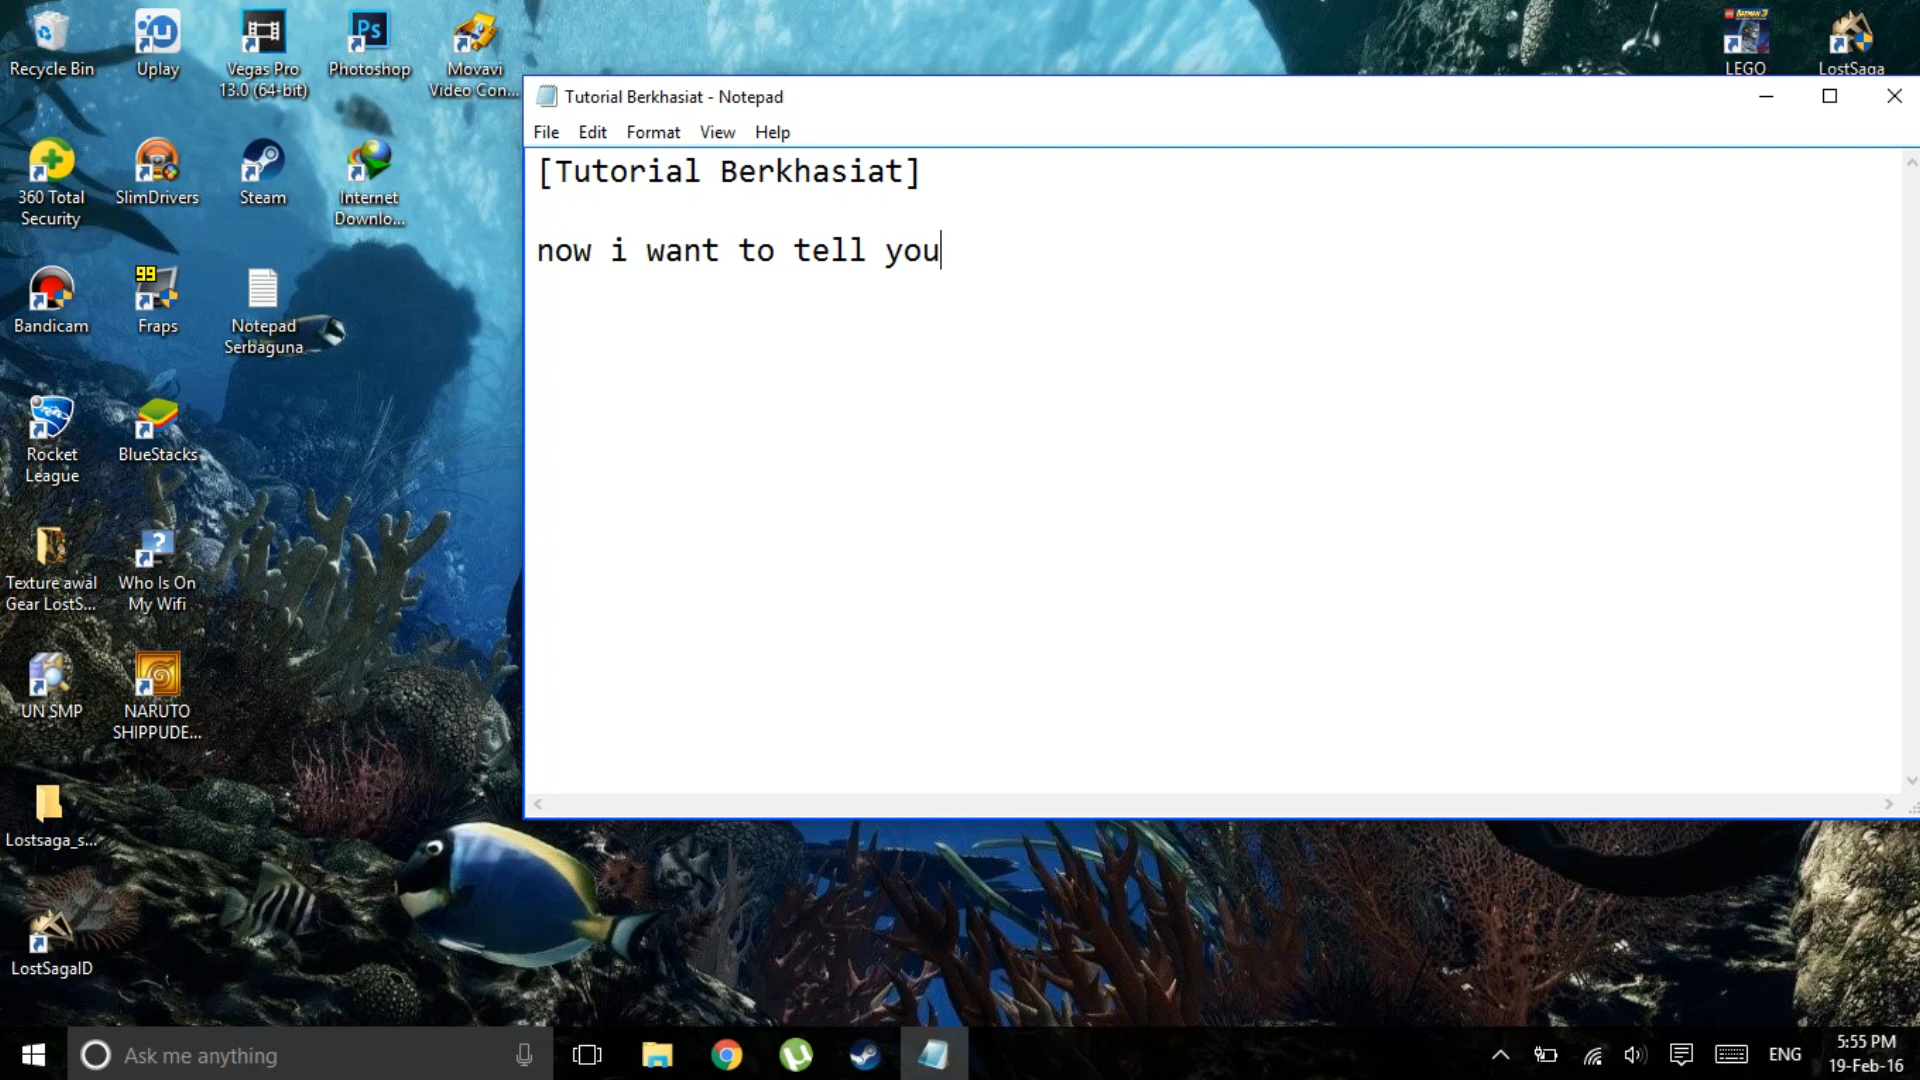 Recycle Bin
Uplay
Vegas Pro
13.0 (64-bit)
Photoshop
Movavi
Video Con...
LEGO
LostSaga
Tutorial Berkhasiat - Notepad
File Edit Format View Help
[Tutorial Berkhasiat]
now i want to tell you
360 Total
Security
SlimDrivers
Steam
Internet
Downlo...
Bandicam
99
Fraps
Notepad
Serbaguna
Rocket
League
BlueStacks
Texture awal
Gear LostS...
Who Is On
My Wifi
UN SMP
NARUTO
SHIPPUDE...
Lostsaga_s...
LostSagaID
Ask me anything
ENG
5:55 PM
19-Feb-16